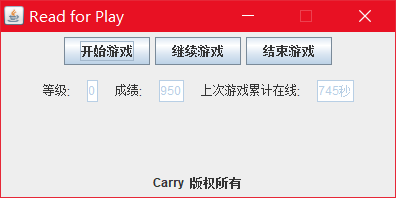 Read for Play
开始游戏 继续游戏 结束游戏
等级: 0 成绩: 950 上次游戏累计在线: 745秒
Carry 版权所有